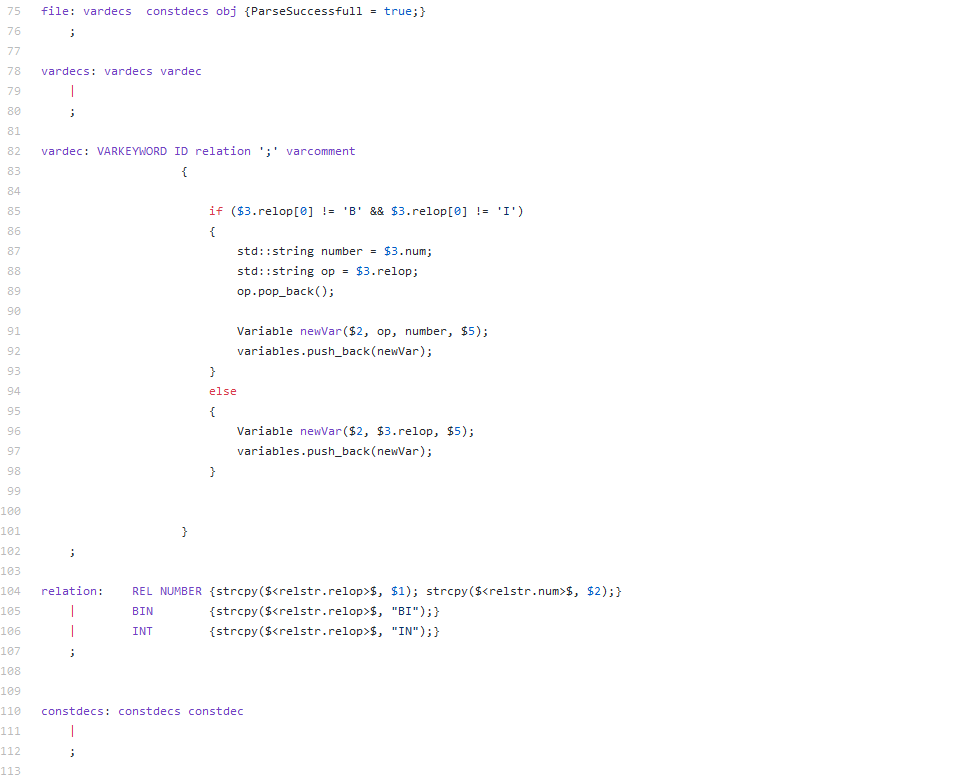 75 file: vardecs  constdecs obj {ParseSuccessfull = true;}
76     ;
77
78 vardecs: vardecs vardec
79     |
80     ;
81
82 vardec: VARKEYWORD ID relation ';' varcomment
83                     {
84
85                         if ($3.relop[0] != 'B' && $3.relop[0] != 'I')
86                         {
87                             std::string number = $3.num;
88                             std::string op = $3.relop;
89                             op.pop_back();
90
91                             Variable newVar($2, op, number, $5);
92                             variables.push_back(newVar);
93                         }
94                         else
95                         {
96                             Variable newVar($2, $3.relop, $5);
97                             variables.push_back(newVar);
98                         }
99
100
101                     }
102     ;
103
104 relation:    REL NUMBER {strcpy($<relstr.relop>$, $1); strcpy($<relstr.num>$, $2);}
105     |        BIN        {strcpy($<relstr.relop>$, "BI");}
106     |        INT        {strcpy($<relstr.relop>$, "IN");}
107     ;
108
109
110 constdecs: constdecs constdec
111     |
112     ;
113